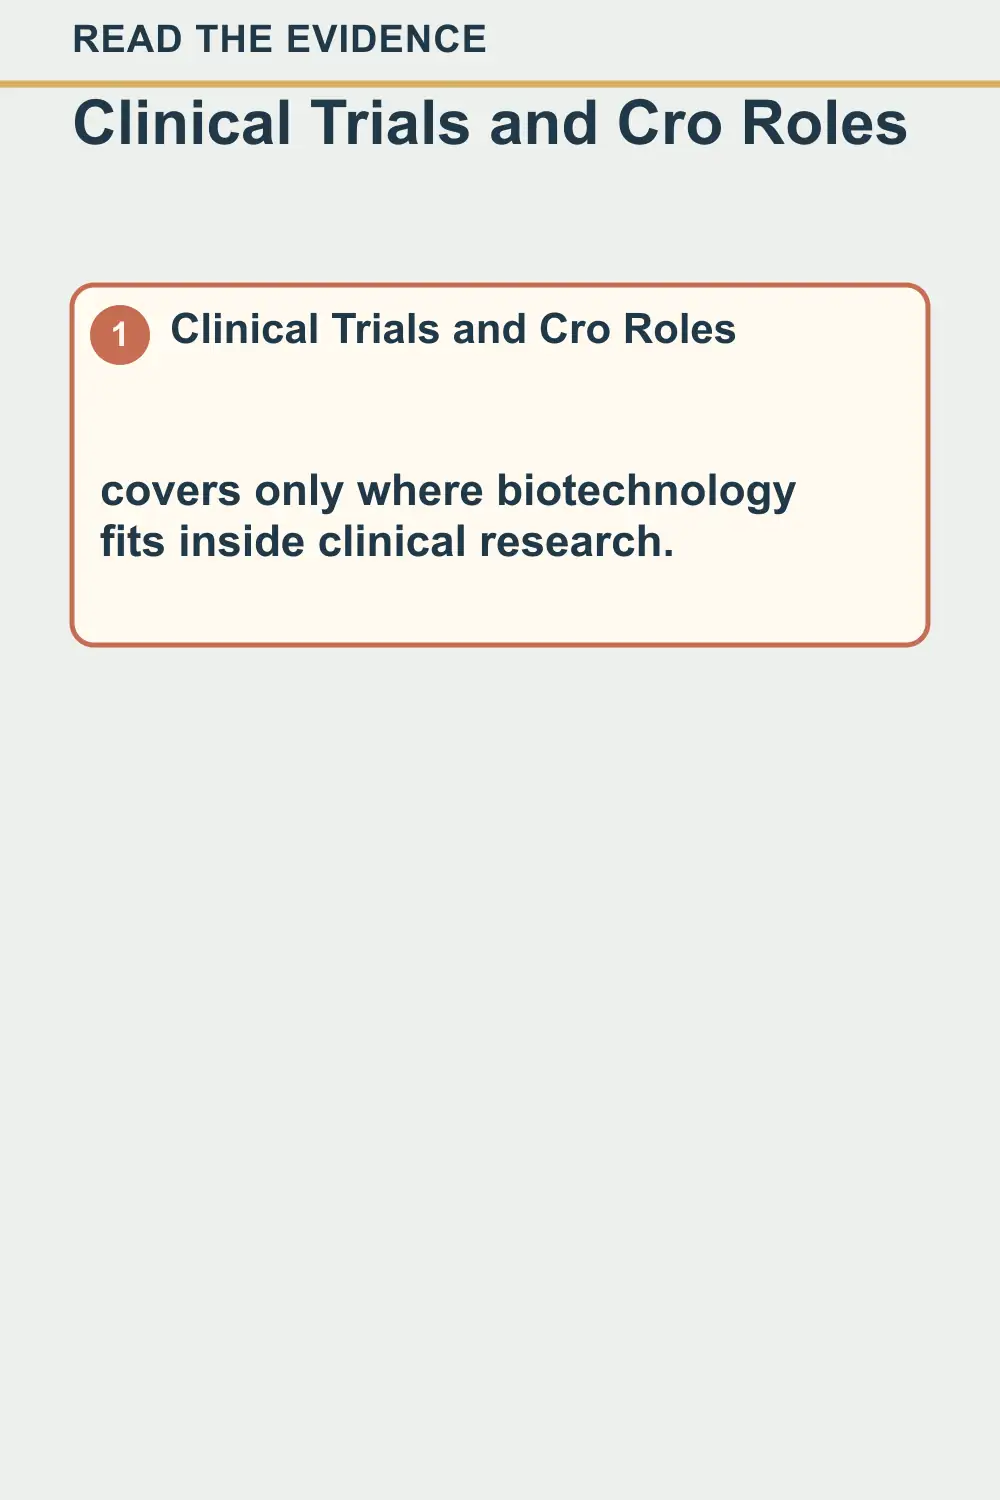 READ THE EVIDENCE
Clinical Trials and Cro Roles
1 Clinical Trials and Cro Roles
covers only where biotechnology
fits inside clinical research.